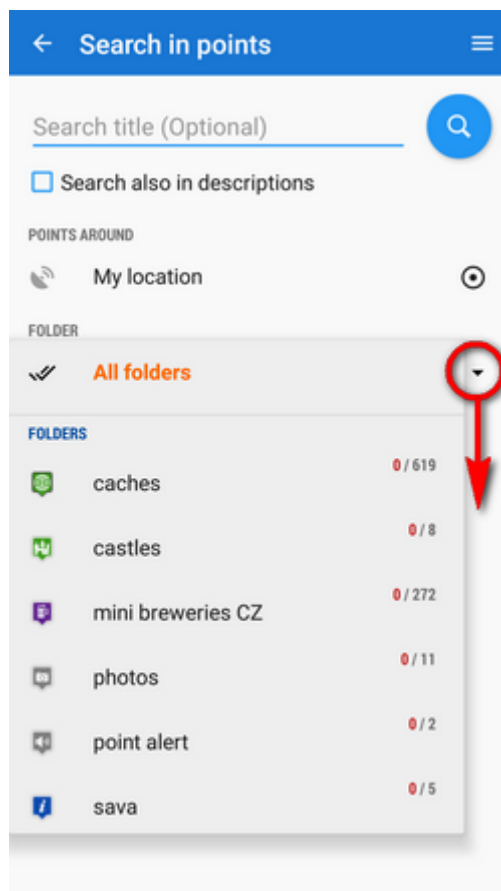 Search in points
Search title (Optional)
Search also in descriptions
POINTS AROUND
My location
FOLDER
All folders
FOLDERS
caches 0 / 619
castles 0 / 8
mini breweries CZ 0 / 272
photos 0 / 11
point alert 0 / 2
sava 0 / 5